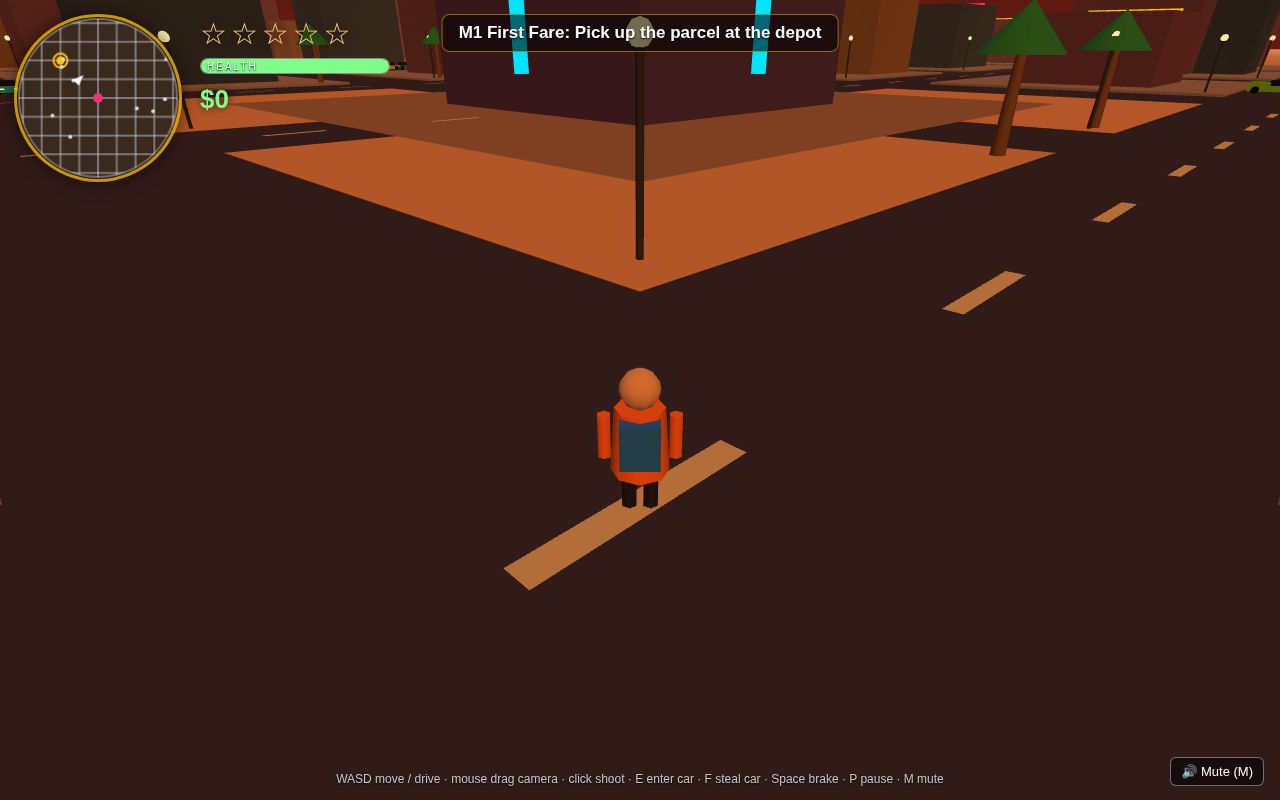 M1 First Fare: Pick up the parcel at the depot
HEALTH
$0
WASD move / drive · mouse drag camera · click shoot · E enter car · F steal car · Space brake · P pause · M mute
🔊 Mute (M)